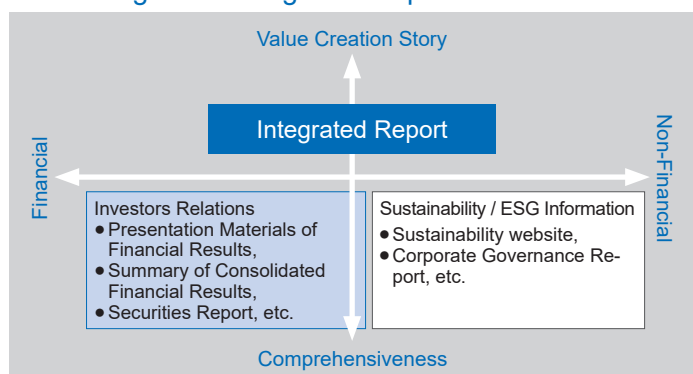 Value Creation Story
Integrated Report
Financial
Non-Financial
Investors Relations
● Presentation Materials of
Financial Results,
● Summary of Consolidated
Financial Results,
● Securities Report, etc.
Sustainability / ESG Information
● Sustainability website,
● Corporate Governance Re-
port, etc.
Comprehensiveness